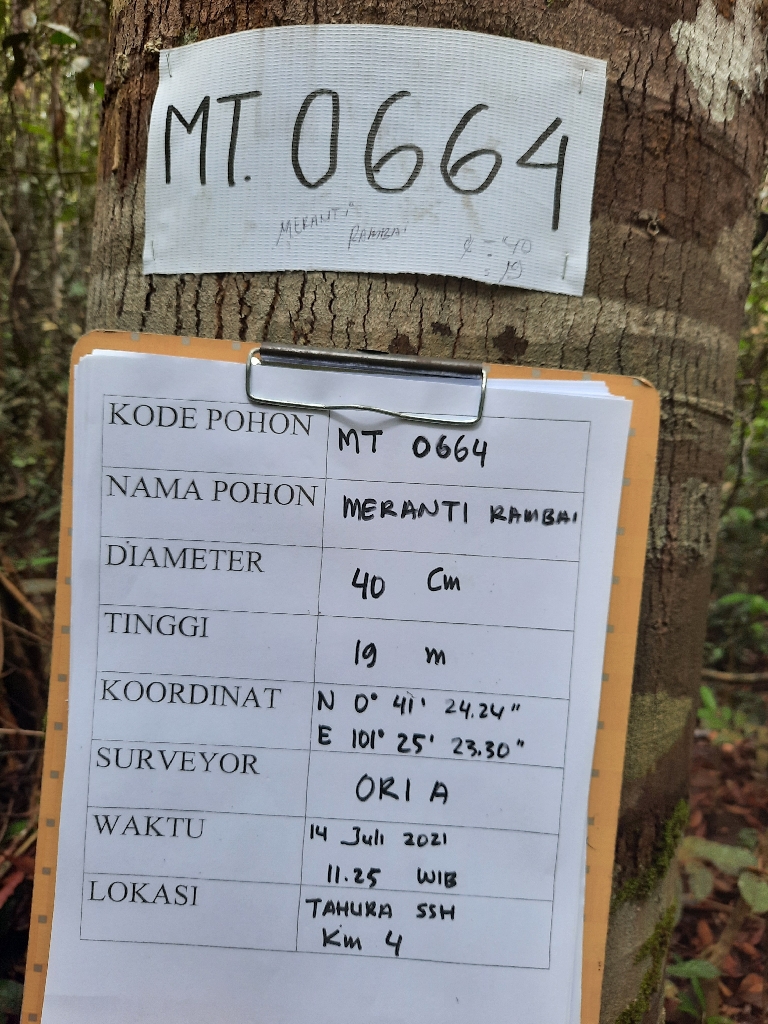 MT. 0664
MERANTI
RAMBAI
= 40
= 19
KODE POHON MT 0664
NAMA POHON MERANTI RAMBAI
DIAMETER 40 Cm
TINGGI 19 m
KOORDINAT N 0° 41' 24.24"
E 101° 25' 23.30"
SURVEYOR ORI A
WAKTU 14 Juli 2021
11.25 WIB
LOKASI TAHURA SSH
Km 4